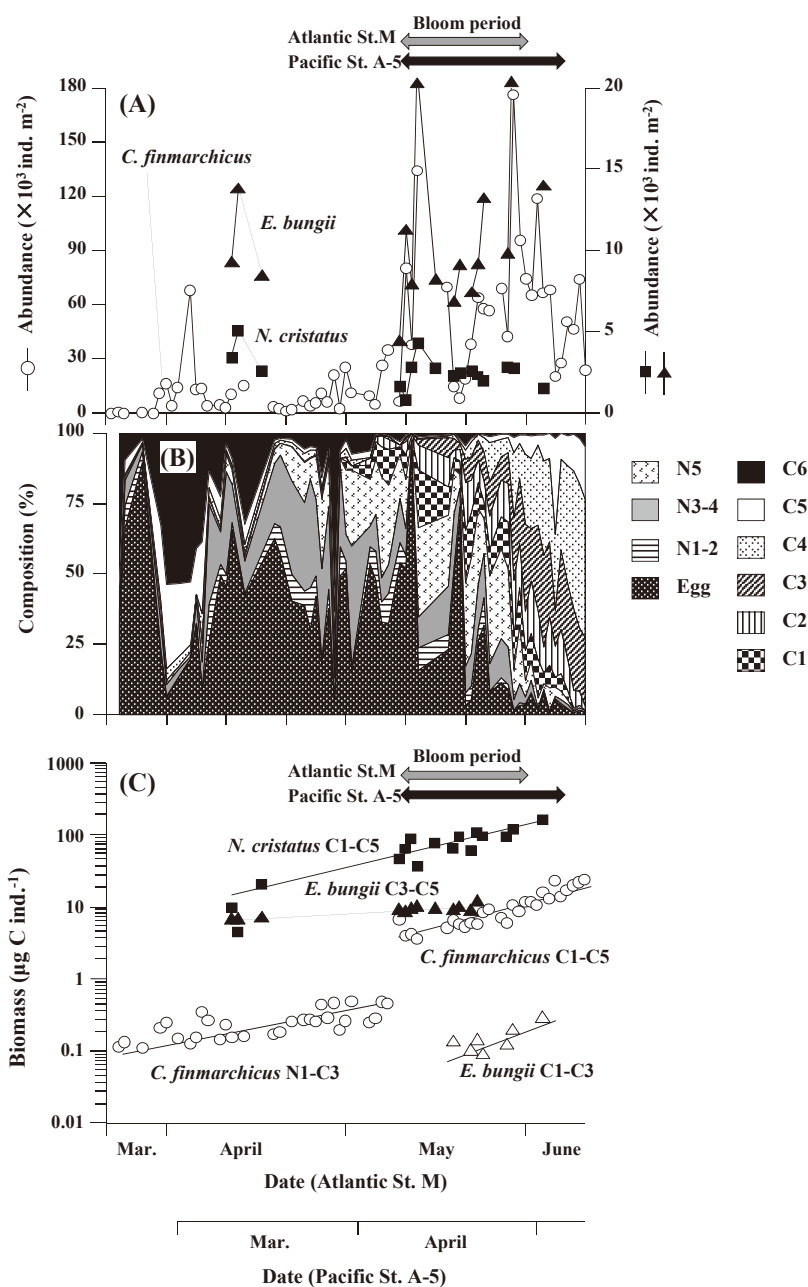 Bloom period
Atlantic St.M
Pacific St. A-5
180
150
120
90
60
30
0
20
15
10
5
0
(A)
C. finmarchicus
E. bungii
N. cristatus
Abundance (×10³ ind. m⁻²)
Abundance (×10³ ind. m⁻²)
100
75
50
25
0
(B)
Composition (%)
N5
N3-4
N1-2
Egg
C6
C5
C4
C3
C2
C1
Bloom period
Atlantic St.M
Pacific St. A-5
1000
100
10
1
0.1
0.01
(C)
N. cristatus C1-C5
E. bungii C3-C5
C. finmarchicus C1-C5
C. finmarchicus N1-C3
E. bungii C1-C3
Biomass (μg C ind.⁻¹)
Mar. April May June
Date (Atlantic St. M)
Mar. April
Date (Pacific St. A-5)